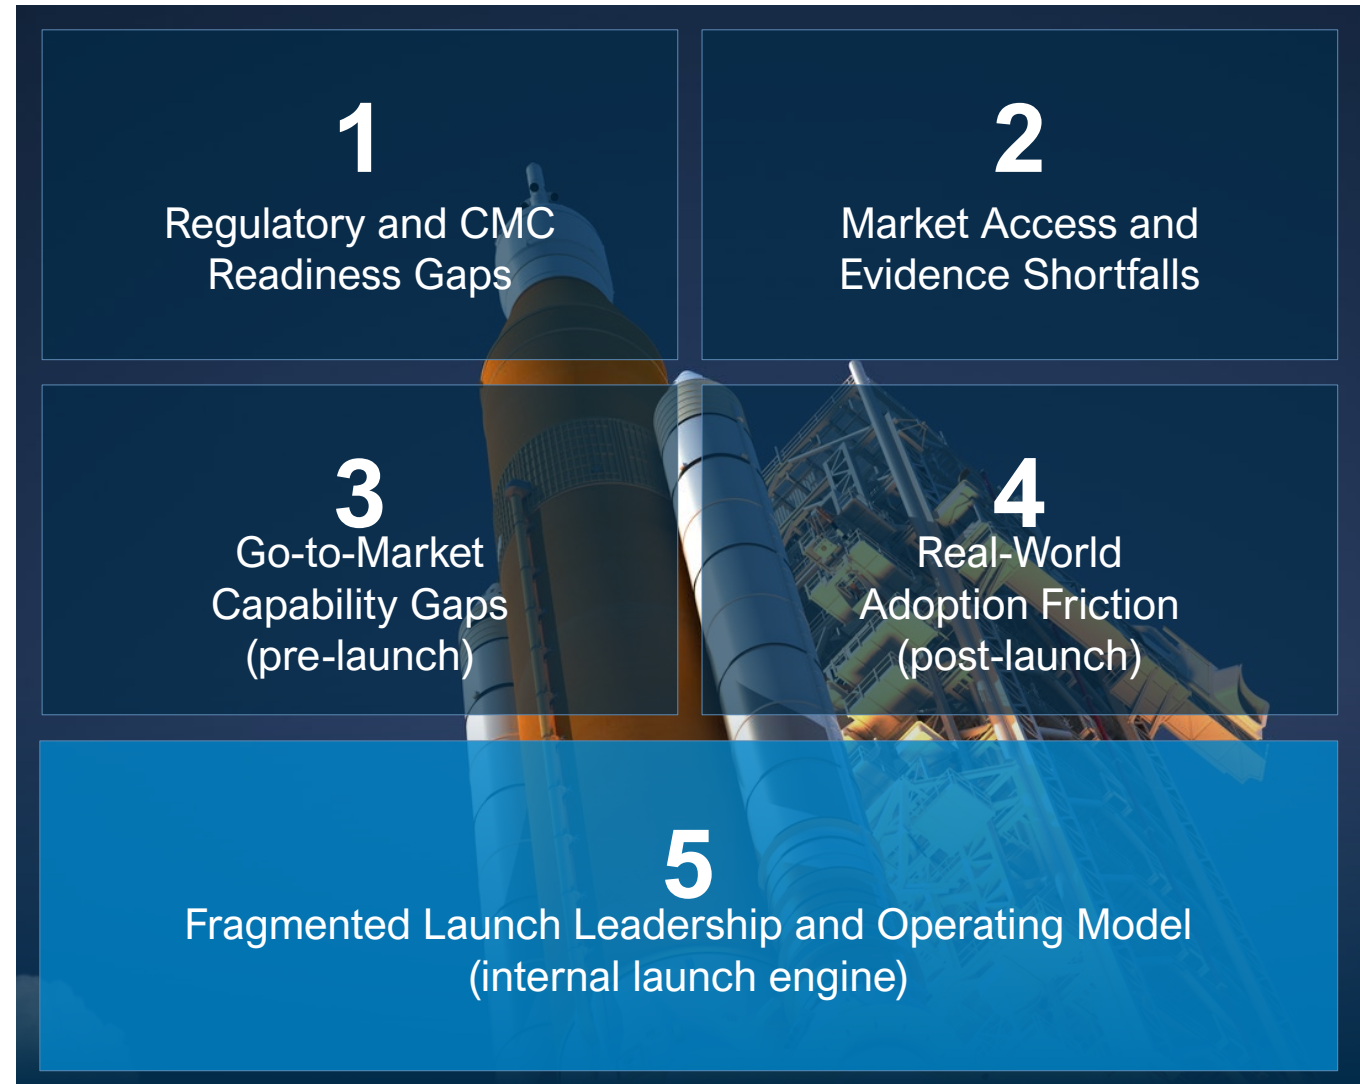 1
Regulatory and CMC
Readiness Gaps
2
Market Access and
Evidence Shortfalls
3
Go-to-Market
Capability Gaps
(pre-launch)
4
Real-World
Adoption Friction
(post-launch)
5
Fragmented Launch Leadership and Operating Model
(internal launch engine)